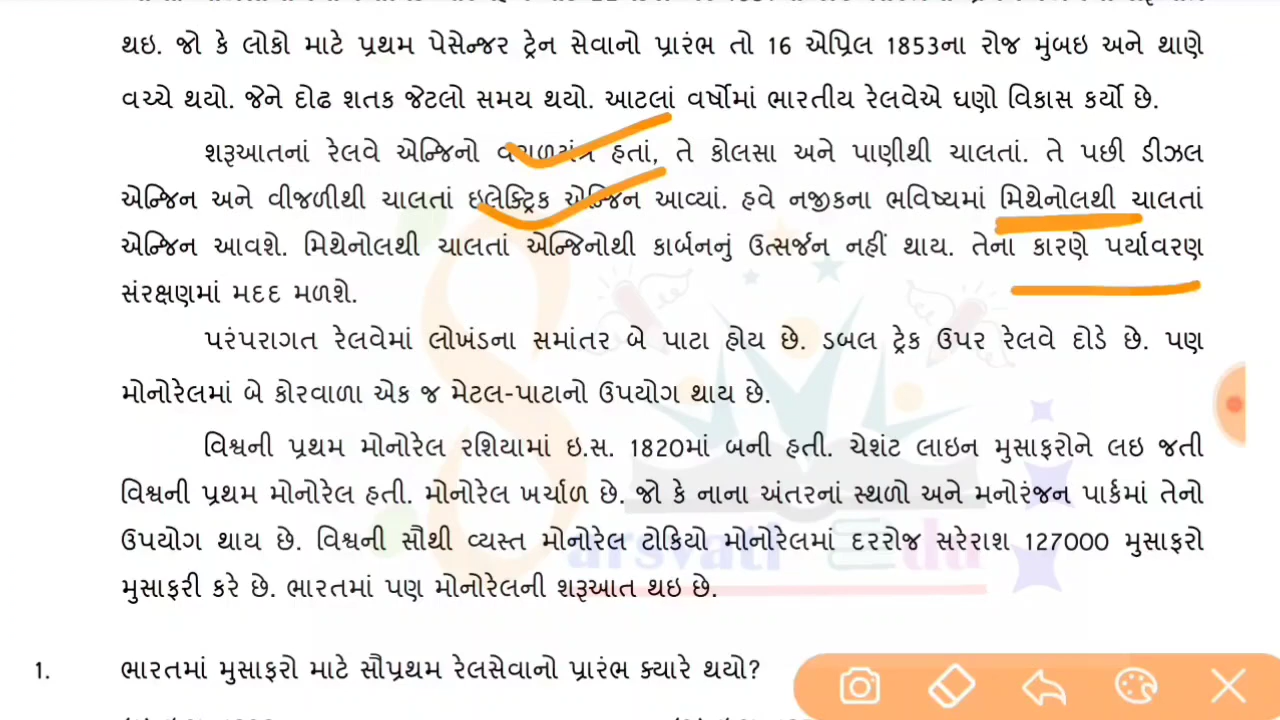 થઇ. જો કે લોકો માટે પ્રથમ પેસેન્જર ટ્રેન સેવાનો પ્રારંભ તો 16 એપ્રિલ 1853ના રોજ મુંબઇ અને થાણે
વચ્ચે થયો. જેને દોઢ શતક જેટલો સમય થયો. આટલાં વર્ષોમાં ભારતીય રેલવેએ ઘણો વિકાસ કર્યો છે.
શરૂઆતનાં રેલવે એન્જિનો વરાળયંત્ર હતાં, તે કોલસા અને પાણીથી ચાલતાં. તે પછી ડીઝલ
એન્જિન અને વીજળીથી ચાલતાં ઇલેક્ટ્રિક એન્જિન આવ્યાં. હવે નજીકના ભવિષ્યમાં મિથેનોલથી ચાલતાં
એન્જિન આવશે. મિથેનોલથી ચાલતાં એન્જિનોથી કાર્બનનું ઉત્સર્જન નહીં થાય. તેના કારણે પર્યાવરણ
સંરક્ષણમાં મદદ મળશે.
પરંપરાગત રેલવેમાં લોખંડના સમાંતર બે પાટા હોય છે. ડબલ ટ્રેક ઉપર રેલવે દોડે છે. પણ
મોનોરેલમાં બે કોરવાળા એક જ મેટલ-પાટાનો ઉપયોગ થાય છે.
વિશ્વની પ્રથમ મોનોરેલ રશિયામાં ઇ.સ. 1820માં બની હતી. ચેશંટ લાઇન મુસાફરોને લઇ જતી
વિશ્વની પ્રથમ મોનોરેલ હતી. મોનોરેલ ખર્ચાળ છે. જો કે નાના અંતરનાં સ્થળો અને મનોરંજન પાર્કમાં તેનો
ઉપયોગ થાય છે. વિશ્વની સૌથી વ્યસ્ત મોનોરેલ ટોકિયો મોનોરેલમાં દરરોજ સરેરાશ 127000 મુસાફરો
મુસાફરી કરે છે. ભારતમાં પણ મોનોરેલની શરૂઆત થઇ છે.
arsvati Edu
1. ભારતમાં મુસાફરો માટે સૌપ્રથમ રેલસેવાનો પ્રારંભ ક્યારે થયો?